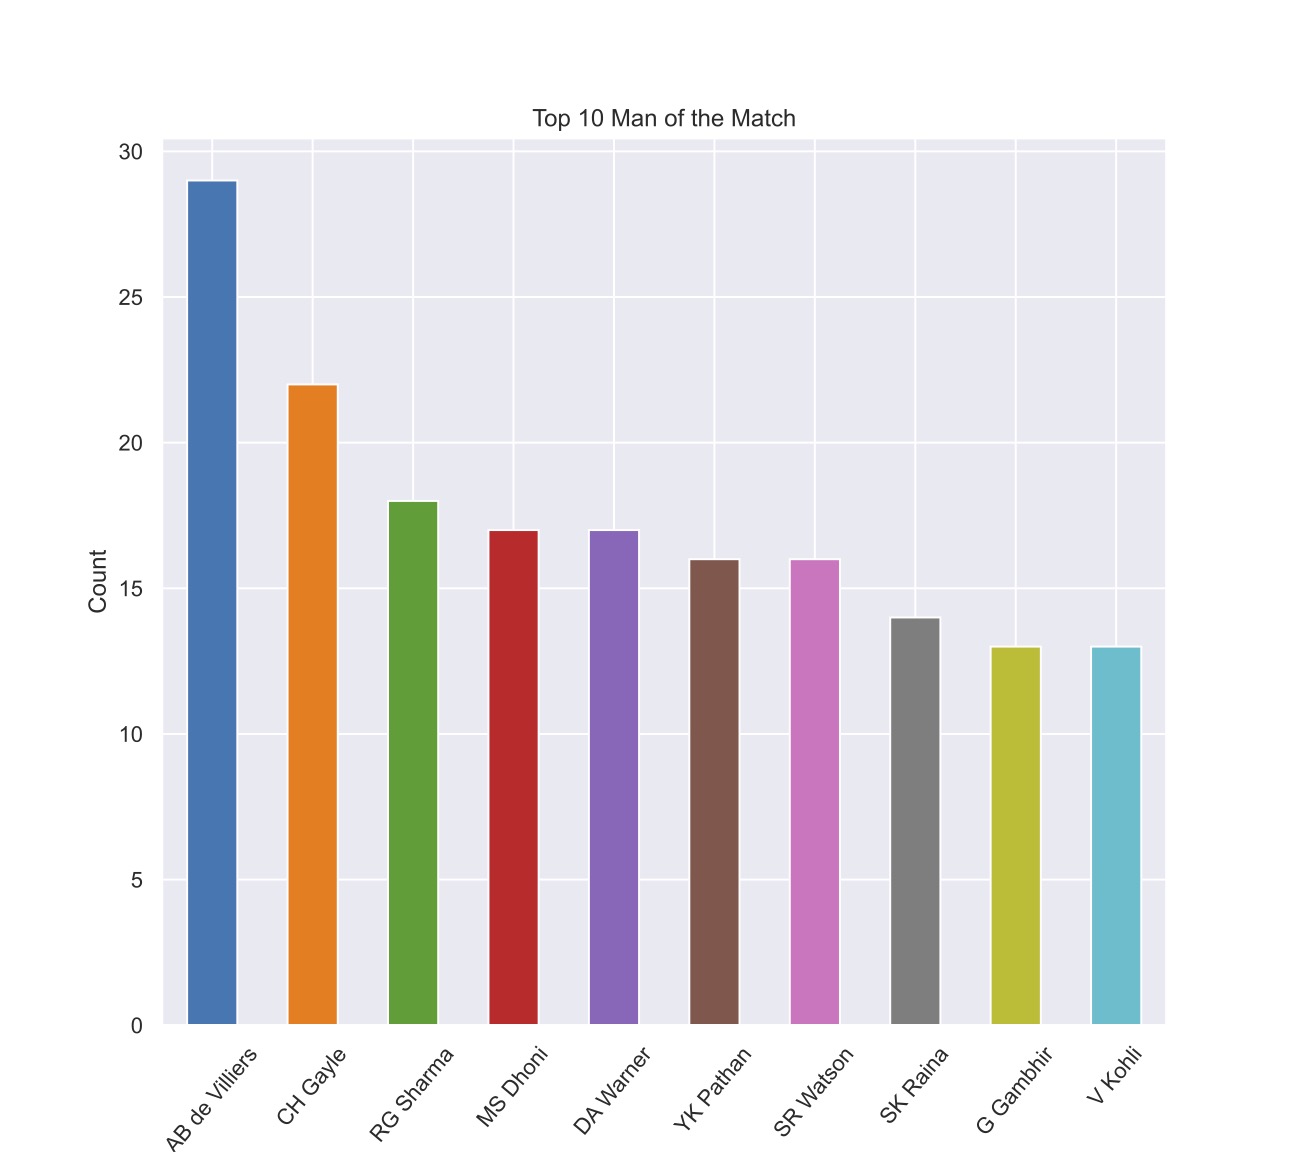 Top 10 Man of the Match
30
25
20
15
10
5
0
Count
AB de Villiers
CH Gayle
RG Sharma
MS Dhoni
DA Warner
YK Pathan
SR Watson
SK Raina
G Gambhir
V Kohli